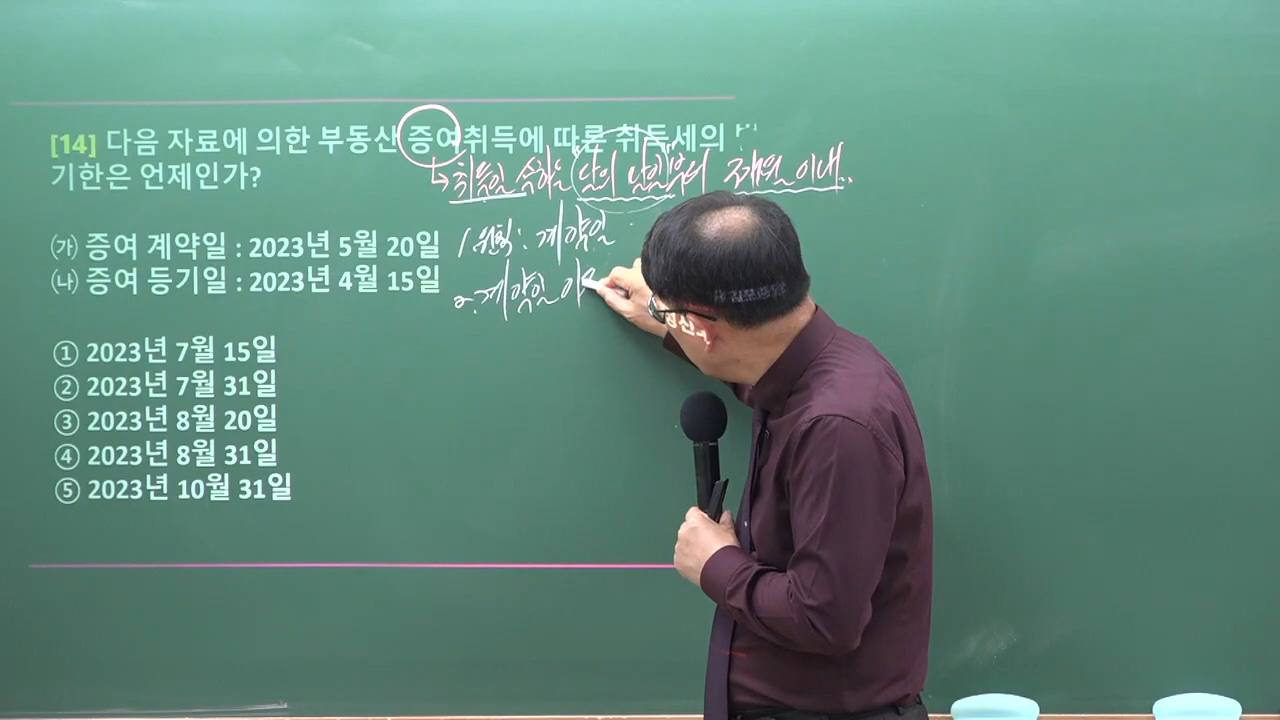 [14] 다음 자료에 의한 부동산 증여취득에 따른 취득세의
기한은 언제인가?
↳ 취득일 속하는 "달의 말일"부터 3개월 이내..
㈎ 증여 계약일 : 2023년 5월 20일
1. 원칙 : 계약일
㈏ 증여 등기일 : 2023년 4월 15일
2. 계약일
① 2023년 7월 15일
② 2023년 7월 31일
③ 2023년 8월 20일
④ 2023년 8월 31일
⑤ 2023년 10월 31일